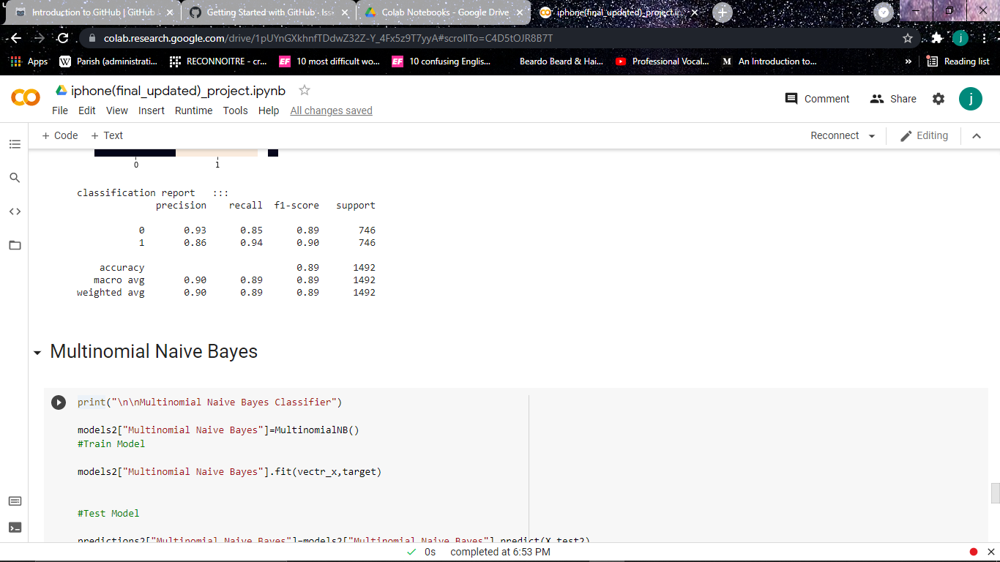 Introduction to GitHub | GitHub
Getting Started with GitHub · Iss
Colab Notebooks - Google Drive
iphone(final_updated)_project.ip
colab.research.google.com/drive/1pUYnGXkhnfTDdwZ32Z-Y_4Fx5z9T7yyA#scrollTo=C4D5tOJR8B7T
j
Apps
W
Parish (administrati...
RECONNOITRE - cr...
EF
10 most difficult wo...
EF
10 confusing Englis...
Beardo Beard & Hai...
Professional Vocal...
M
An Introduction to...
»
Reading list
iphone(final_updated)_project.ipynb
Comment
Share
j
File Edit View Insert Runtime Tools Help All changes saved
+ Code + Text
Reconnect
Editing
0 1
classification report :::
precision recall f1-score support
0 0.93 0.85 0.89 746
1 0.86 0.94 0.90 746
accuracy 0.89 1492
macro avg 0.90 0.89 0.89 1492
weighted avg 0.90 0.89 0.89 1492
Multinomial Naive Bayes
print("\n\nMultinomial Naive Bayes Classifier")
models2["Multinomial Naive Bayes"]=MultinomialNB()
#Train Model
models2["Multinomial Naive Bayes"].fit(vectr_x,target)
#Test Model
predictions2["Multinomial Naive Bayes"]=models2["Multinomial Naive Bayes"].predict(X_test2)
0s completed at 6:53 PM